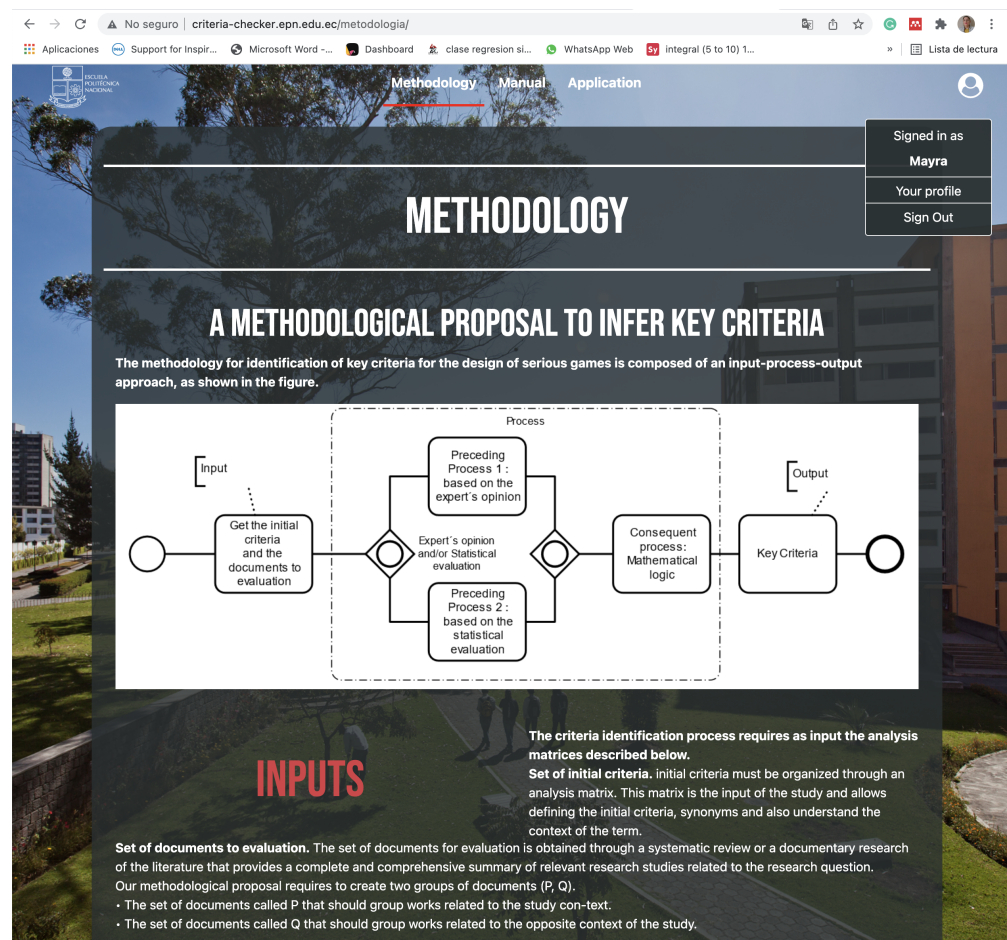 No seguro | criteria-checker.epn.edu.ec/metodologia/
Aplicaciones Support for Inspir... Microsoft Word -... Dashboard clase regresion si... WhatsApp Web Sy integral (5 to 10) 1... » Lista de lectura
ESCUELA
POLITÉCNICA
NACIONAL
Methodology Manual Application
Signed in as
Mayra
Your profile
Sign Out
METHODOLOGY
A METHODOLOGICAL PROPOSAL TO INFER KEY CRITERIA
The methodology for identification of key criteria for the design of serious games is composed of an input-process-output
approach, as shown in the figure.
Process
Input
Get the initial
criteria
and the
documents to
evaluation
Preceding
Process 1 :
based on the
expert´s opinion
Expert´s opinion
and/or Statistical
evaluation
Preceding
Process 2 :
based on the
statistical
evaluation
Consequent
process:
Mathematical
logic
Output
Key Criteria
INPUTS
The criteria identification process requires as input the analysis
matrices described below.
Set of initial criteria. initial criteria must be organized through an
analysis matrix. This matrix is the input of the study and allows
defining the initial criteria, synonyms and also understand the
context of the term.
Set of documents to evaluation. The set of documents for evaluation is obtained through a systematic review or a documentary research
of the literature that provides a complete and comprehensive summary of relevant research studies related to the research question.
Our methodological proposal requires to create two groups of documents (P, Q).
• The set of documents called P that should group works related to the study con-text.
• The set of documents called Q that should group works related to the opposite context of the study.